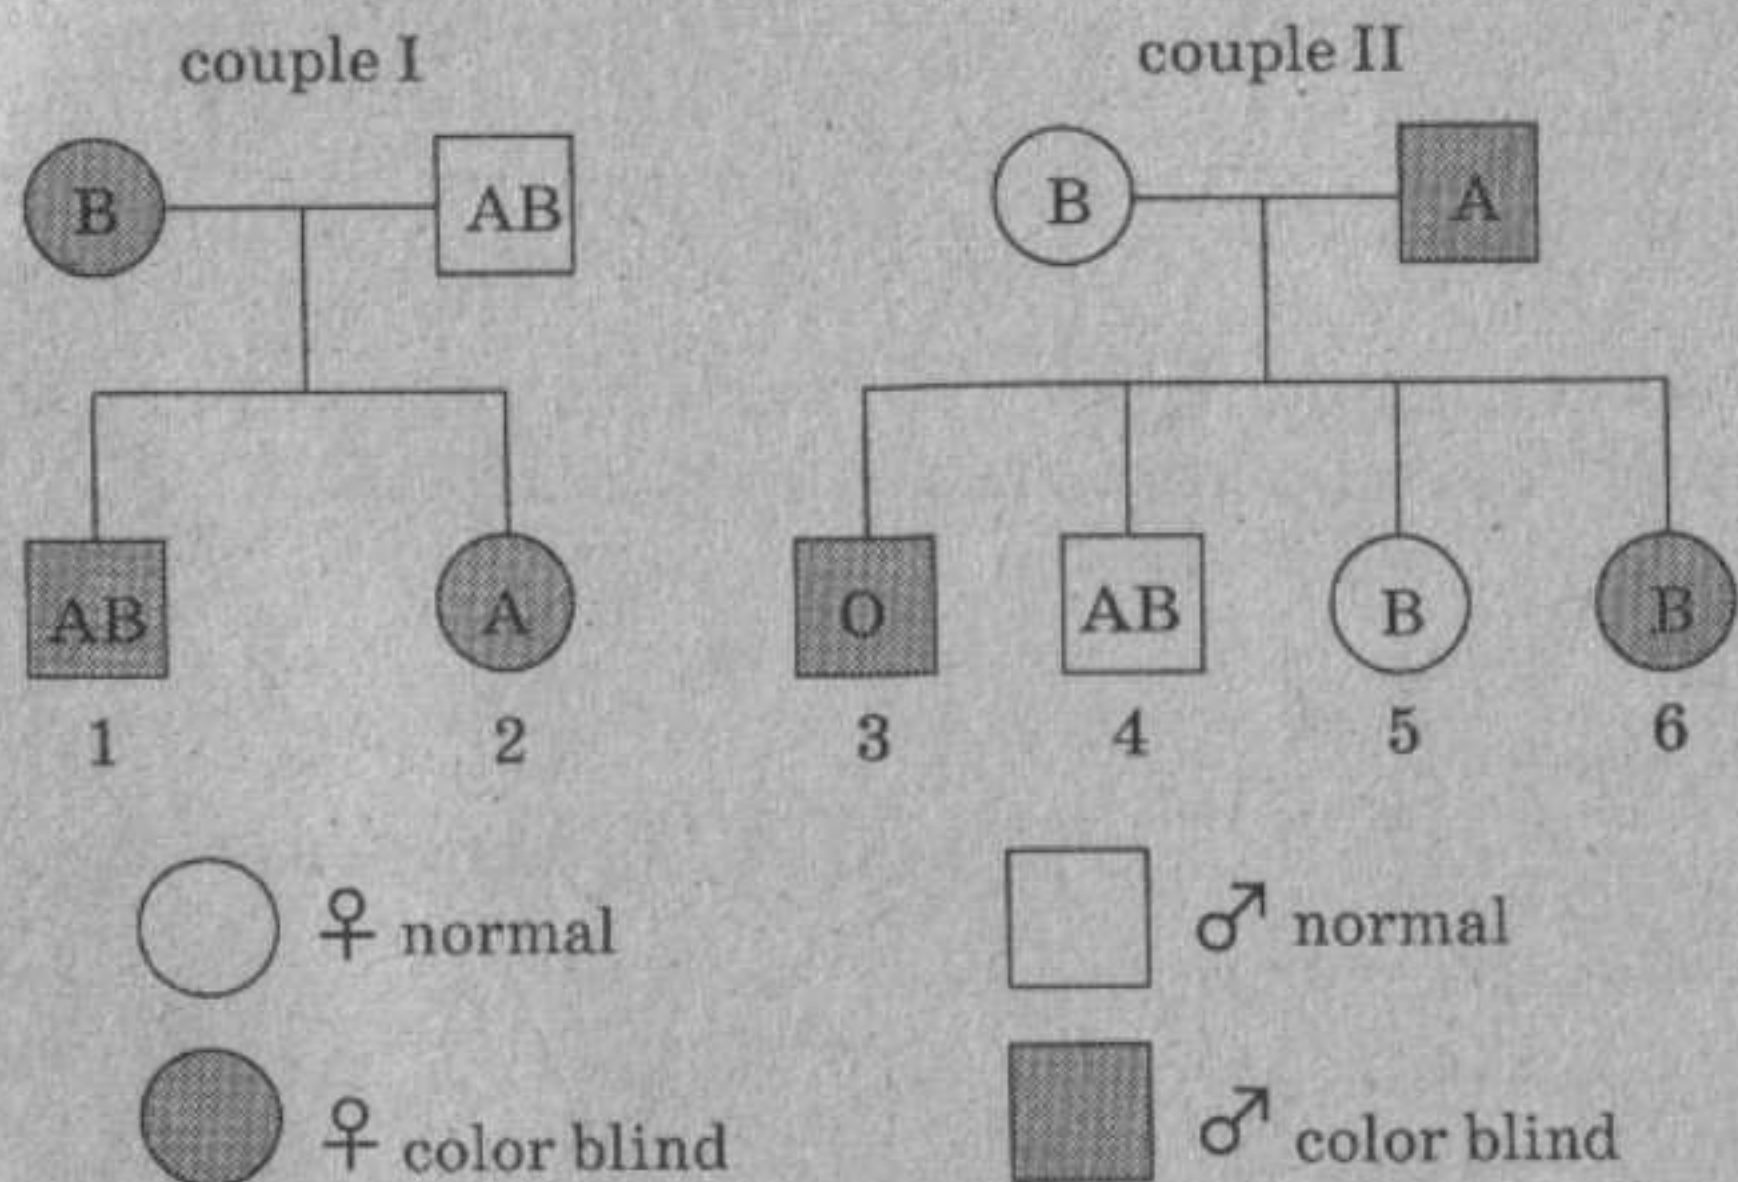 couple I couple II
B AB B A
AB A O AB B B
1 2 3 4 5 6
♀ normal ♂ normal
♀ color blind ♂ color blind